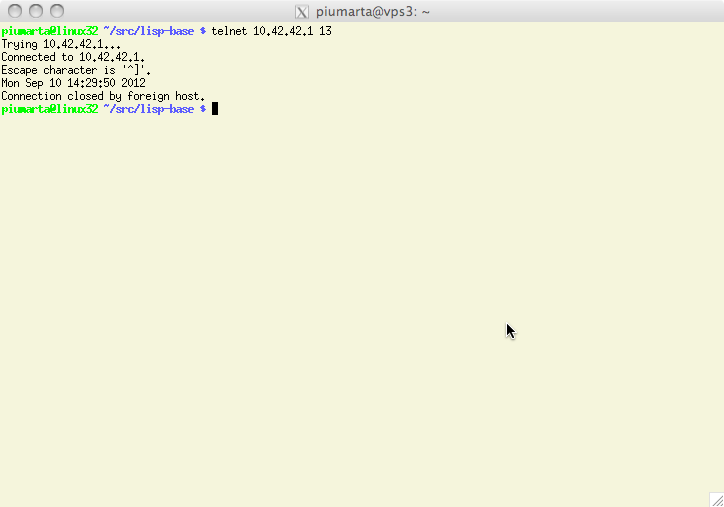 piumarta@vps3: ~
piumarta@linux32 ~/src/lisp-base $ telnet 10.42.42.1 13
Trying 10.42.42.1...
Connected to 10.42.42.1.
Escape character is '^]'.
Mon Sep 10 14:29:50 2012
Connection closed by foreign host.
piumarta@linux32 ~/src/lisp-base $